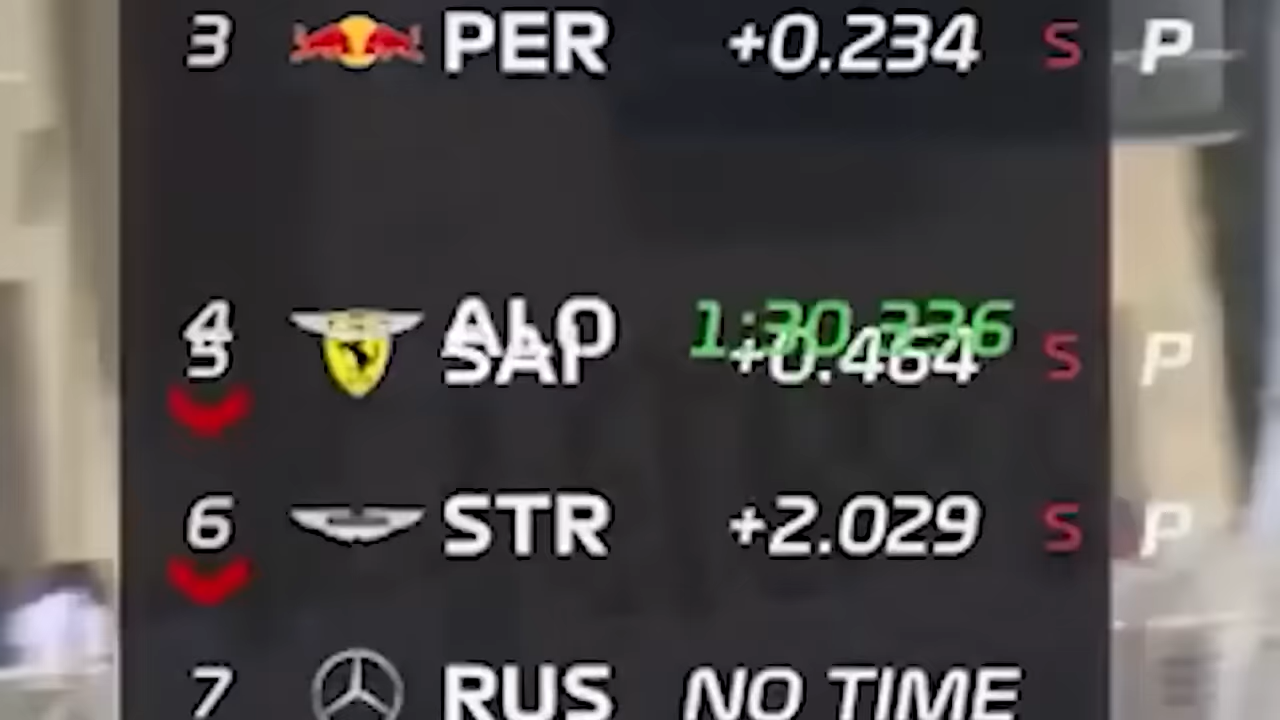 3 PER +0.234 S P
4 ALO 1:30.336
5 SAI +0.464 S P
6 STR +2.029 S P
7 RUS NO TIME